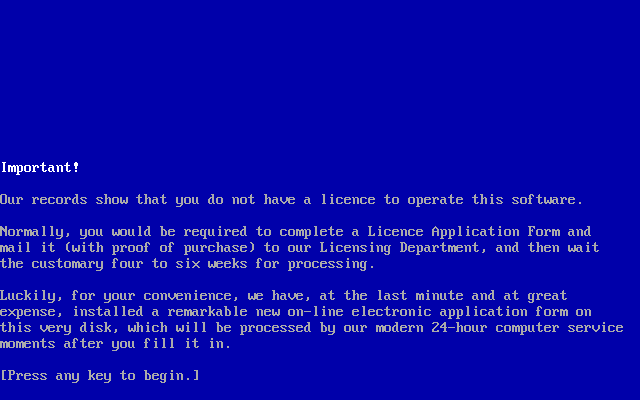 Important!
Our records show that you do not have a licence to operate this software.
Normally, you would be required to complete a Licence Application Form and
mail it (with proof of purchase) to our Licensing Department, and then wait
the customary four to six weeks for processing.
Luckily, for your convenience, we have, at the last minute and at great
expense, installed a remarkable new on-line electronic application form on
this very disk, which will be processed by our modern 24-hour computer service
moments after you fill it in.
[Press any key to begin.]